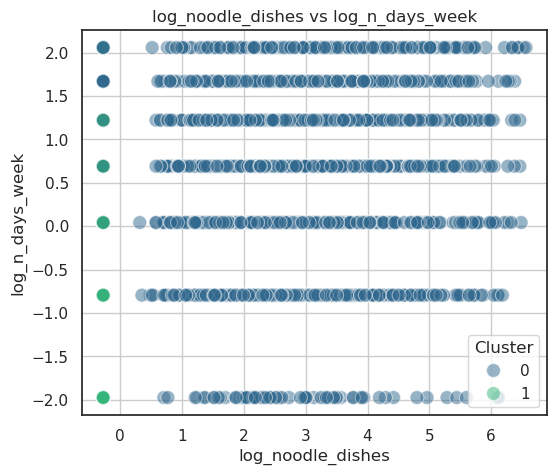 log_noodle_dishes vs log_n_days_week
2.0
1.5
1.0
0.5
0.0
−0.5
−1.0
−1.5
−2.0
log_n_days_week
Cluster
0
1
0 1 2 3 4 5 6
log_noodle_dishes